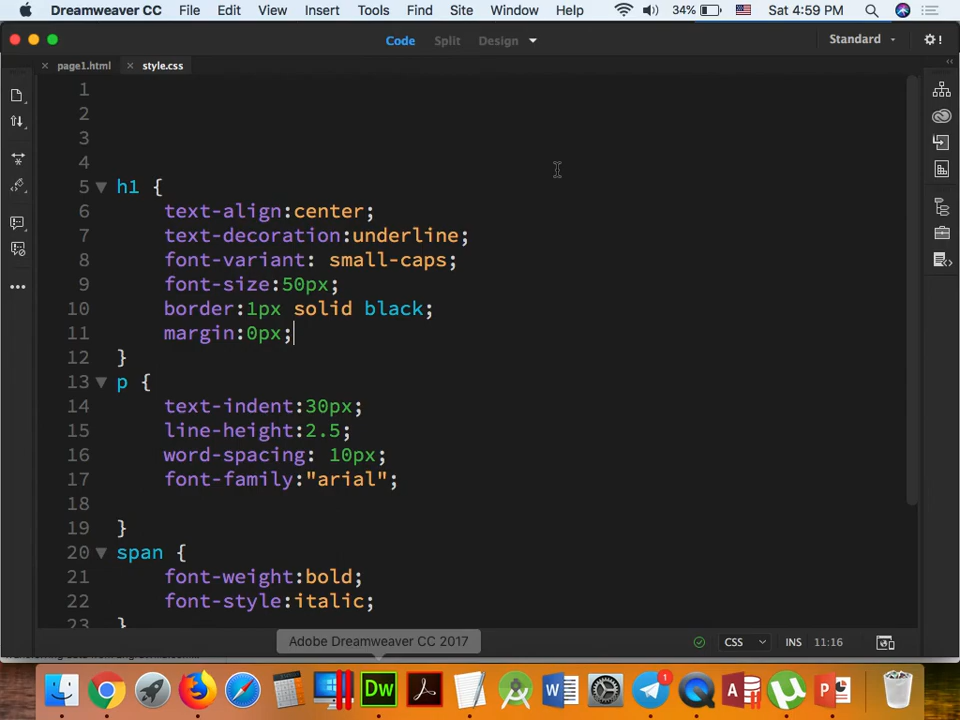 Dreamweaver CC File Edit View Insert Tools Find Site Window Help 34% Sat 4:59 PM
Code Split Design Standard
page1.html style.css
1
2
3
4
5 h1 {
6 text-align:center;
7 text-decoration:underline;
8 font-variant: small-caps;
9 font-size:50px;
10 border:1px solid black;
11 margin:0px;
12 }
13 p {
14 text-indent:30px;
15 line-height:2.5;
16 word-spacing: 10px;
17 font-family:"arial";
18
19 }
20 span {
21 font-weight:bold;
22 font-style:italic;
23 }
Adobe Dreamweaver CC 2017
CSS INS 11:16
Dw W 1 A P